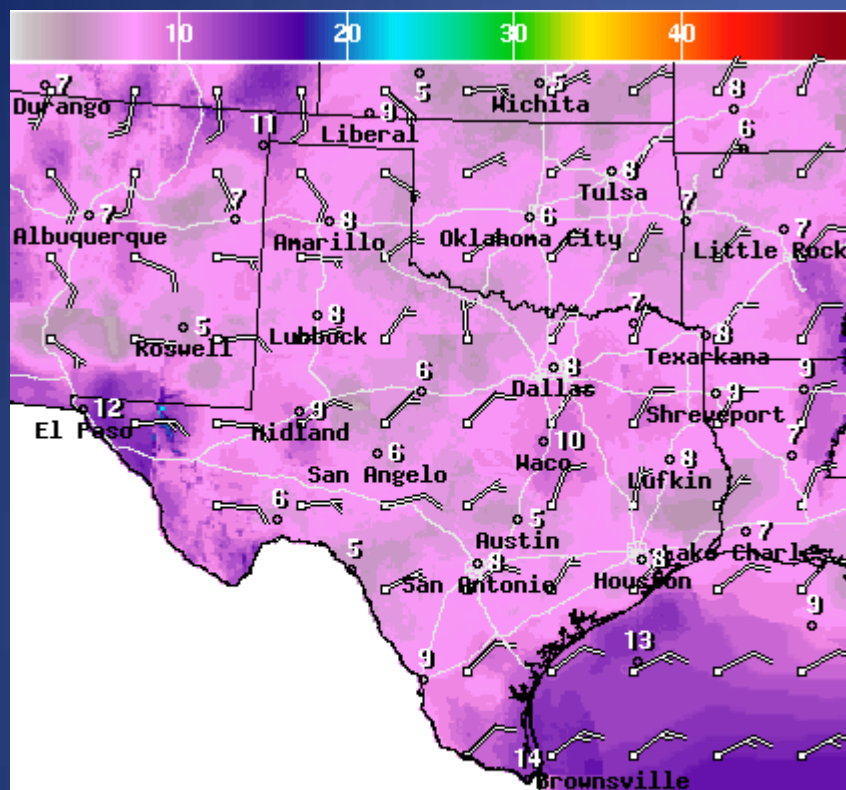 10 20 30 40
7 5 5 8
Durango Wichita
9
Liberal
11 6
8
Tulsa
7 7 8 6 7 7
Albuquerque Amarillo Oklahoma City Little Rock
5 8 7
Roswell Lubbock Texarkana
8
6 8 9
Dallas
12 9 9
El Paso Midland Shreveport
10
6 7
San Angelo Waco 8
Lufkin
6 5 7
Austin Lake Charles
5 8 8
San Antonio Houston
9
9 13
14
Brownsville